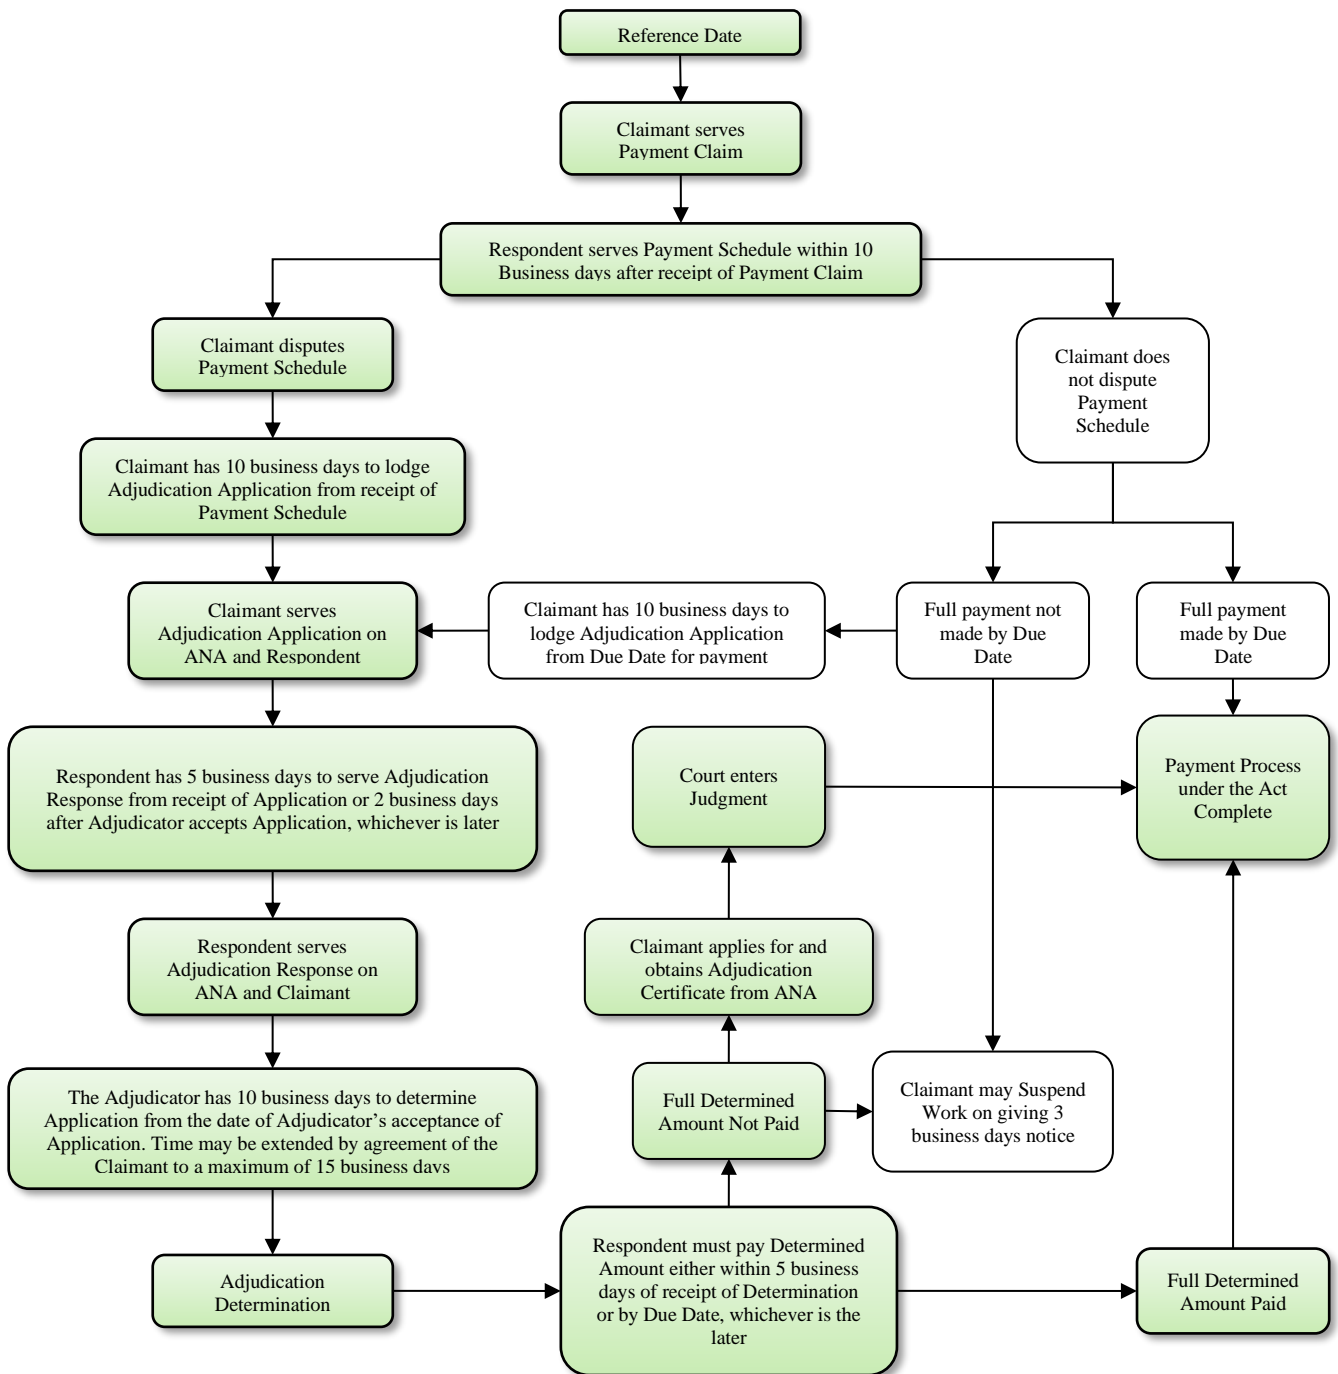 Reference Date
Claimant serves
Payment Claim
Respondent serves Payment Schedule within 10
Business days after receipt of Payment Claim
Claimant disputes
Payment Schedule
Claimant does
not dispute
Payment
Schedule
Claimant has 10 business days to lodge
Adjudication Application from receipt of
Payment Schedule
Claimant serves
Adjudication Application on
ANA and Respondent
Claimant has 10 business days to
lodge Adjudication Application
from Due Date for payment
Full payment not
made by Due
Date
Full payment
made by Due
Date
Respondent has 5 business days to serve Adjudication
Response from receipt of Application or 2 business days
after Adjudicator accepts Application, whichever is later
Court enters
Judgment
Payment Process
under the Act
Complete
Respondent serves
Adjudication Response on
ANA and Claimant
Claimant applies for and
obtains Adjudication
Certificate from ANA
The Adjudicator has 10 business days to determine
Application from the date of Adjudicator’s acceptance of
Application. Time may be extended by agreement of the
Claimant to a maximum of 15 business days
Full Determined
Amount Not Paid
Claimant may Suspend
Work on giving 3
business days notice
Adjudication
Determination
Respondent must pay Determined
Amount either within 5 business
days of receipt of Determination
or by Due Date, whichever is the
later
Full Determined
Amount Paid